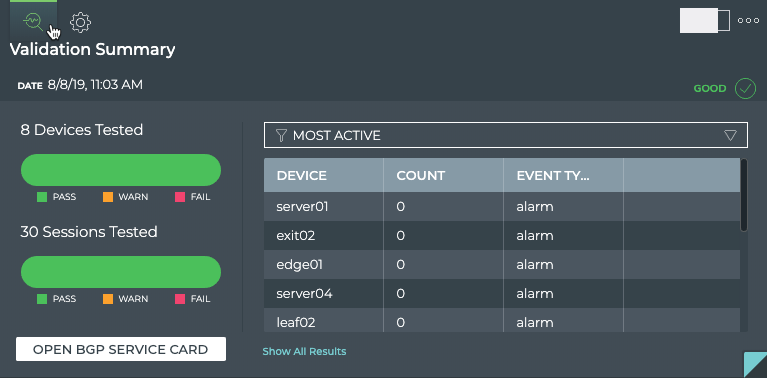 Validation Summary
DATE 8/8/19, 11:03 AM
GOOD
8 Devices Tested
PASS WARN FAIL
30 Sessions Tested
PASS WARN FAIL
OPEN BGP SERVICE CARD
MOST ACTIVE
DEVICE COUNT EVENT TY...
server01 0 alarm
exit02 0 alarm
edge01 0 alarm
server04 0 alarm
leaf02 0 alarm
Show All Results